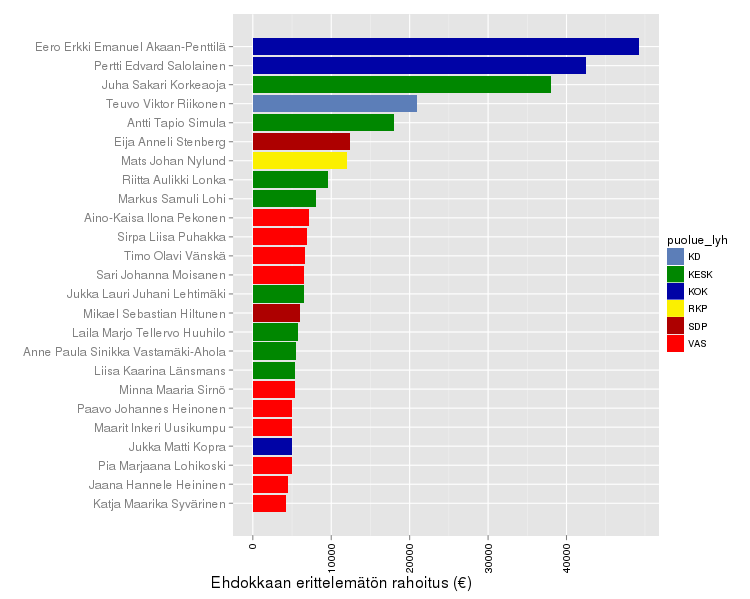 Eero Erkki Emanuel Akaan-Penttilä
Pertti Edvard Salolainen
Juha Sakari Korkeaoja
Teuvo Viktor Riikonen
Antti Tapio Simula
Eija Anneli Stenberg
Mats Johan Nylund
Riitta Aulikki Lonka
Markus Samuli Lohi
Aino-Kaisa Ilona Pekonen
Sirpa Liisa Puhakka
Timo Olavi Vänskä
Sari Johanna Moisanen
Jukka Lauri Juhani Lehtimäki
Mikael Sebastian Hiltunen
Laila Marjo Tellervo Huuhilo
Anne Paula Sinikka Vastamäki-Ahola
Liisa Kaarina Länsmans
Minna Maaria Sirnö
Paavo Johannes Heinonen
Maarit Inkeri Uusikumpu
Jukka Matti Kopra
Pia Marjaana Lohikoski
Jaana Hannele Heininen
Katja Maarika Syvärinen
0
10000
20000
30000
40000
Ehdokkaan erittelemätön rahoitus (€)
puolue_lyh
KD
KESK
KOK
RKP
SDP
VAS